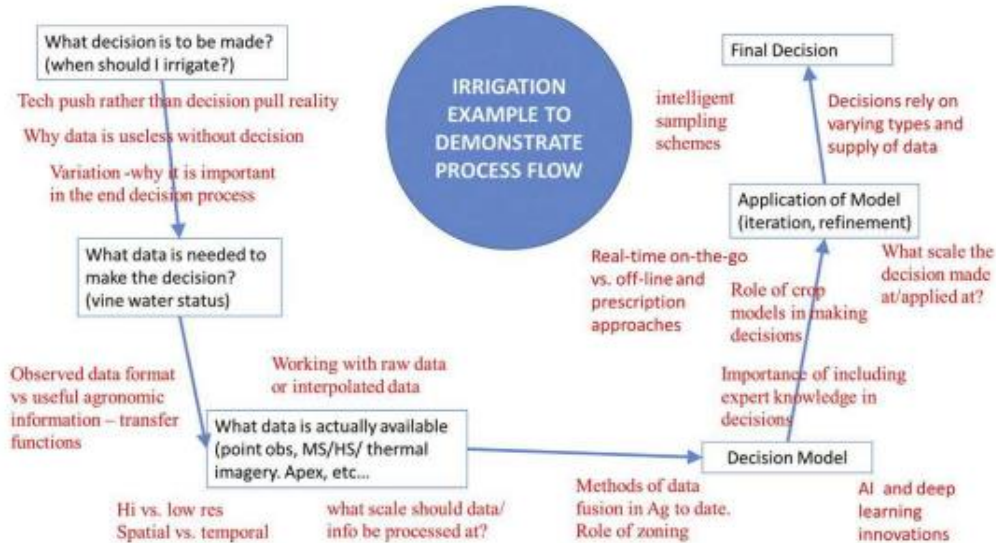 What decision is to be made?
(when should I irrigate?)
Tech push rather than decision pull reality
Why data is useless without decision
Variation -why it is important
in the end decision process
What data is needed to
make the decision?
(vine water status)
Observed data format
vs useful agronomic
information – transfer
functions
Working with raw data
or interpolated data
What data is actually available
(point obs, MS/HS/ thermal
imagery. Apex, etc...
Hi vs. low res
Spatial vs. temporal
what scale should data/
info be processed at?
IRRIGATION
EXAMPLE TO
DEMONSTRATE
PROCESS FLOW
Final Decision
intelligent
sampling
schemes
Decisions rely on
varying types and
supply of data
Application of Model
(iteration, refinement)
Real-time on-the-go
vs. off-line and
prescription
approaches
What scale the
decision made
at/applied at?
Role of crop
models in making
decisions
Importance of including
expert knowledge in
decisions
Decision Model
Methods of data
fusion in Ag to date.
Role of zoning
AI and deep
learning
innovations